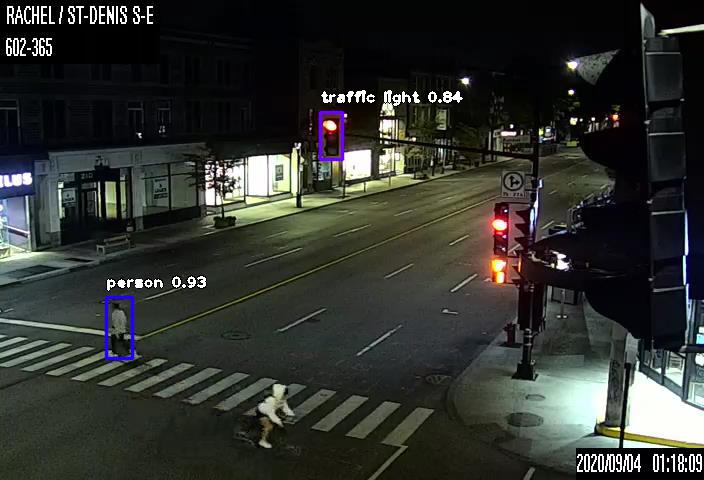 RACHEL / ST-DENIS S-E
602-365
traffic light 0.84
person 0.93
2020/09/04 01:18:09